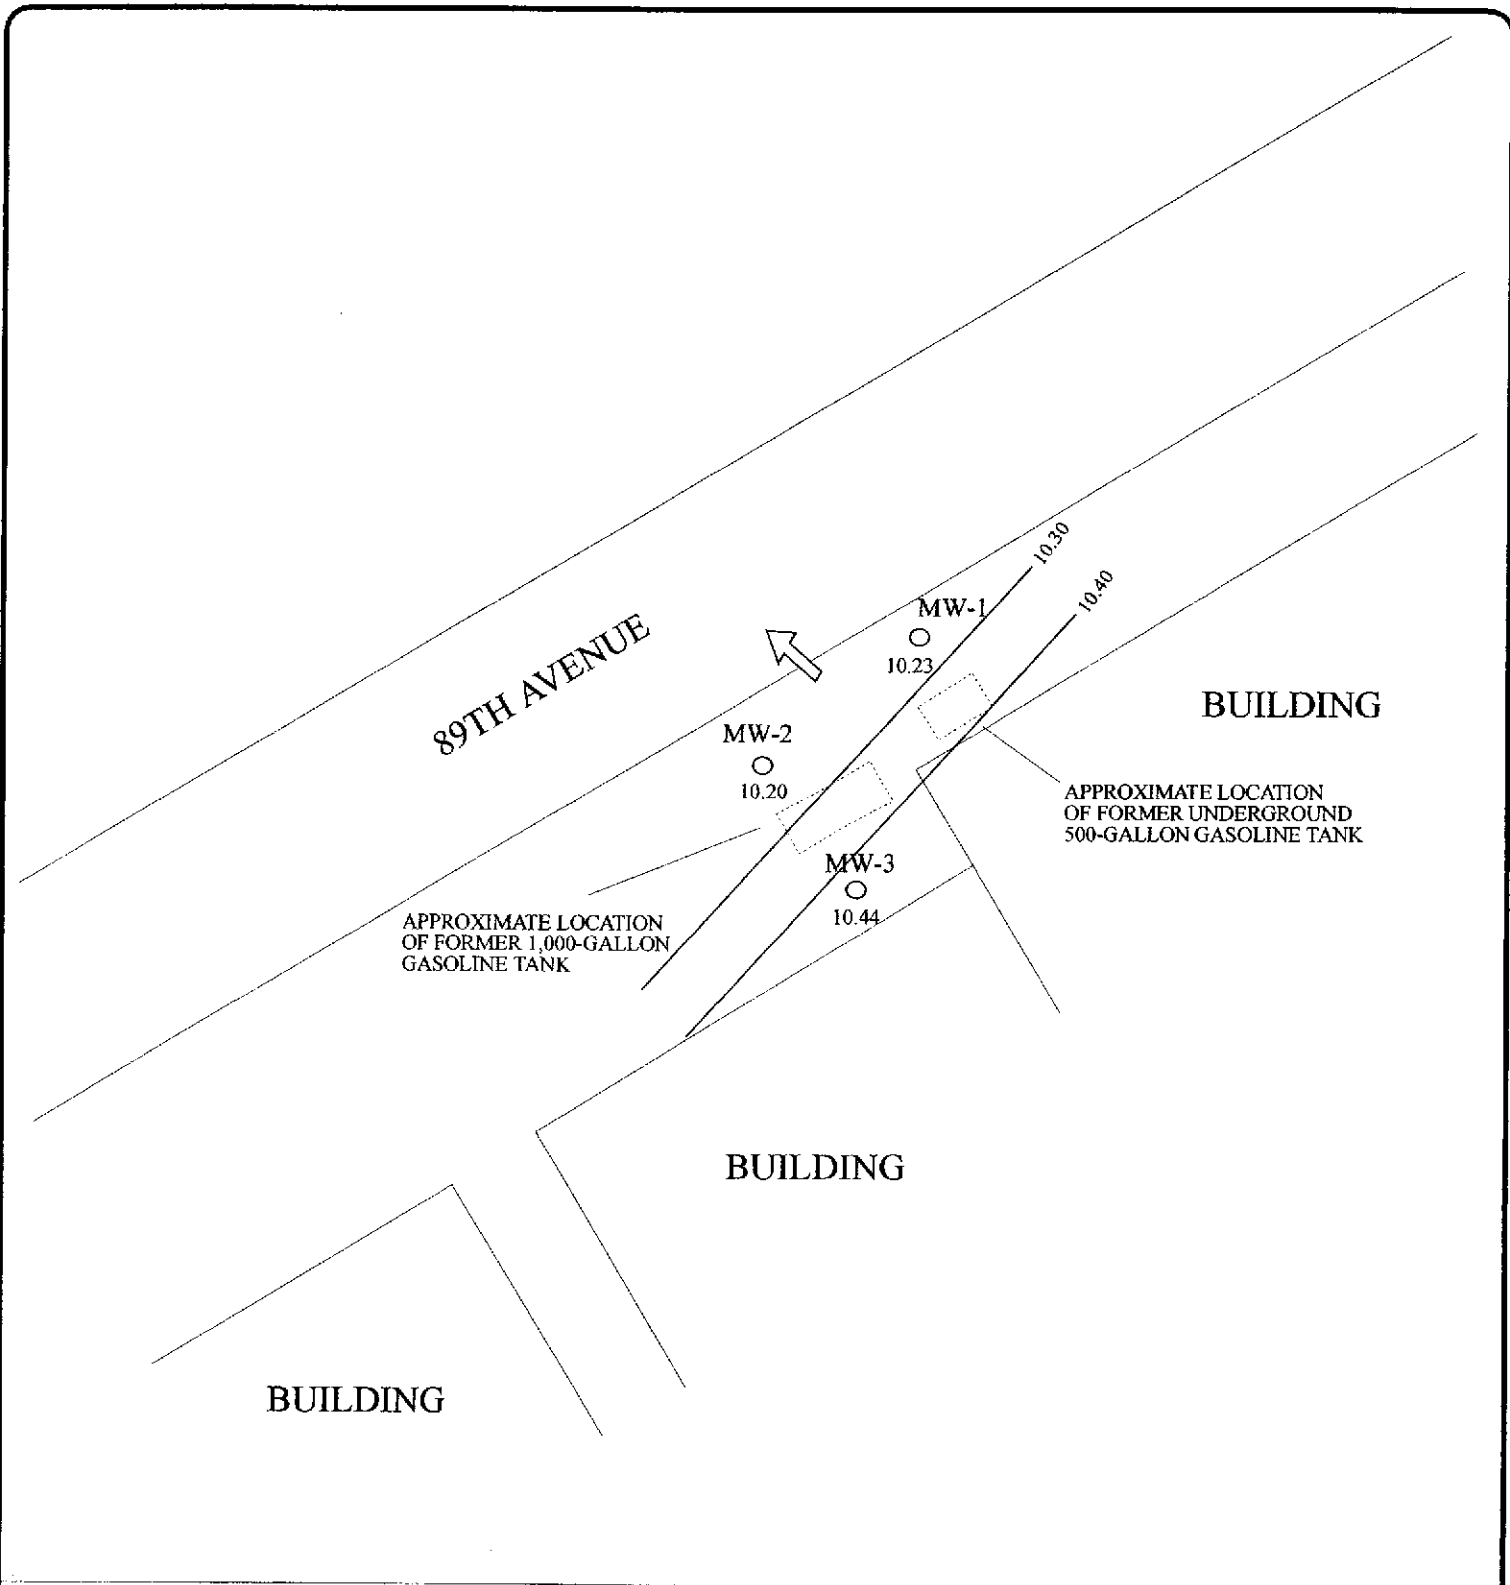 10.30
10.40
MW-1
10.23
89TH AVENUE
BUILDING
MW-2
10.20
APPROXIMATE LOCATION
OF FORMER UNDERGROUND
500-GALLON GASOLINE TANK
MW-3
10.44
APPROXIMATE LOCATION
OF FORMER 1,000-GALLON
GASOLINE TANK
BUILDING
BUILDING